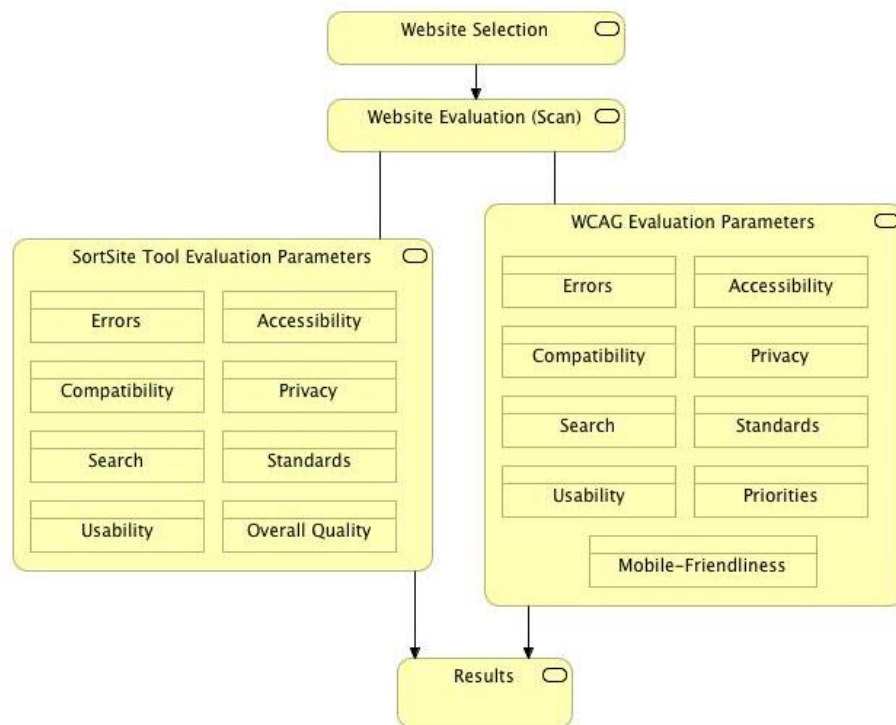 Website Selection
Website Evaluation (Scan)
SortSite Tool Evaluation Parameters
Errors
Accessibility
Compatibility
Privacy
Search
Standards
Usability
Overall Quality
WCAG Evaluation Parameters
Errors
Accessibility
Compatibility
Privacy
Search
Standards
Usability
Priorities
Mobile-Friendliness
Results